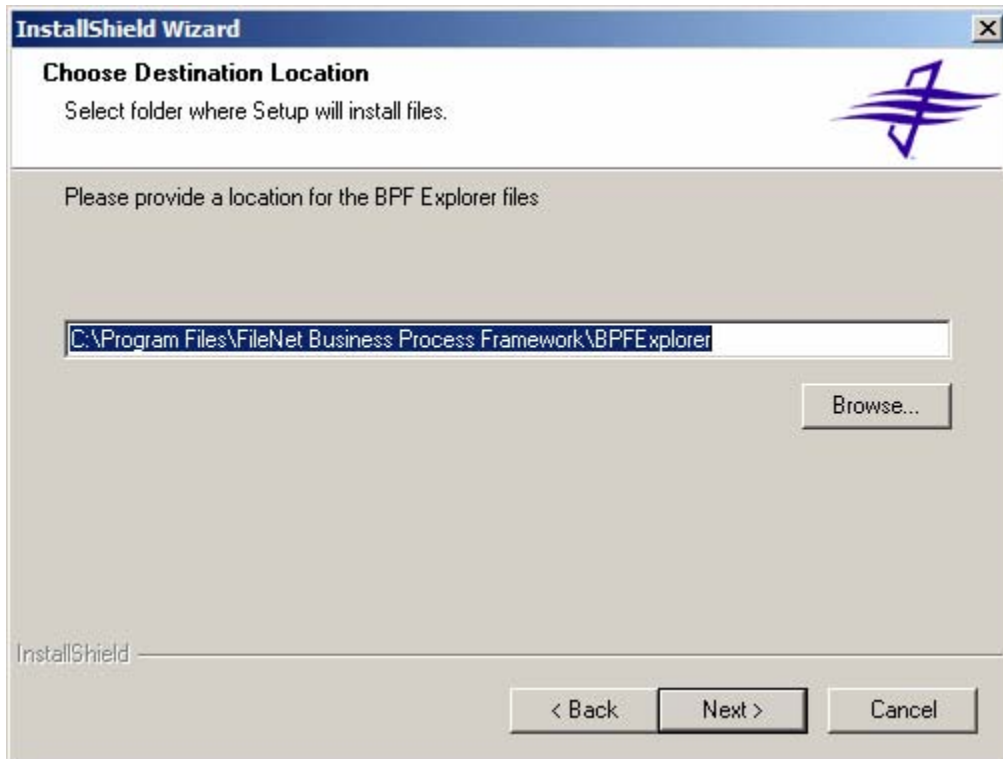 InstallShield Wizard
Choose Destination Location
Select folder where Setup will install files.
Please provide a location for the BPF Explorer files
C:\Program Files\FileNet Business Process Framework\BPFExplorer
Browse...
InstallShield
< Back Next > Cancel